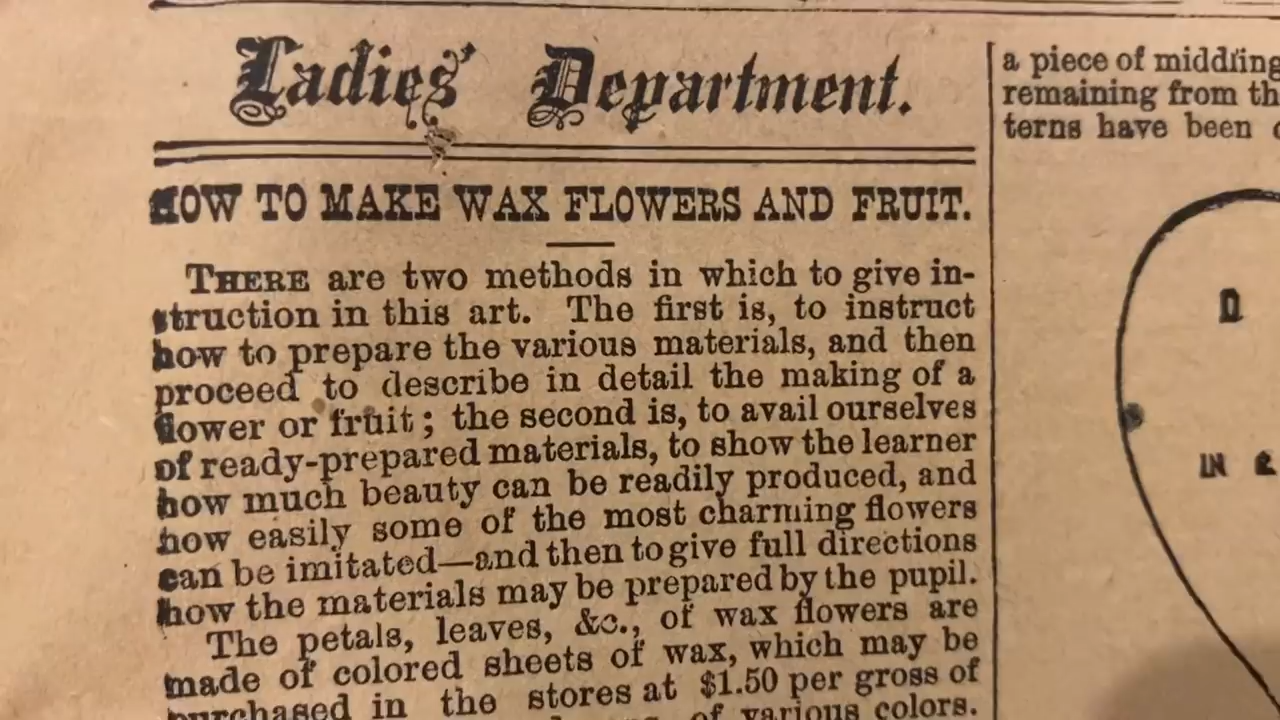 Ladies' Department.
HOW TO MAKE WAX FLOWERS AND FRUIT.
THERE are two methods in which to give in-
struction in this art. The first is, to instruct
how to prepare the various materials, and then
proceed to describe in detail the making of a
flower or fruit; the second is, to avail ourselves
of ready-prepared materials, to show the learner
how much beauty can be readily produced, and
how easily some of the most charming flowers
can be imitated—and then to give full directions
how the materials may be prepared by the pupil.
The petals, leaves, &c., of wax flowers are
made of colored sheets of wax, which may be
purchased in the stores at $1.50 per gross of
of various colors.
a piece of middling
remaining from th
terns have been
D
IN